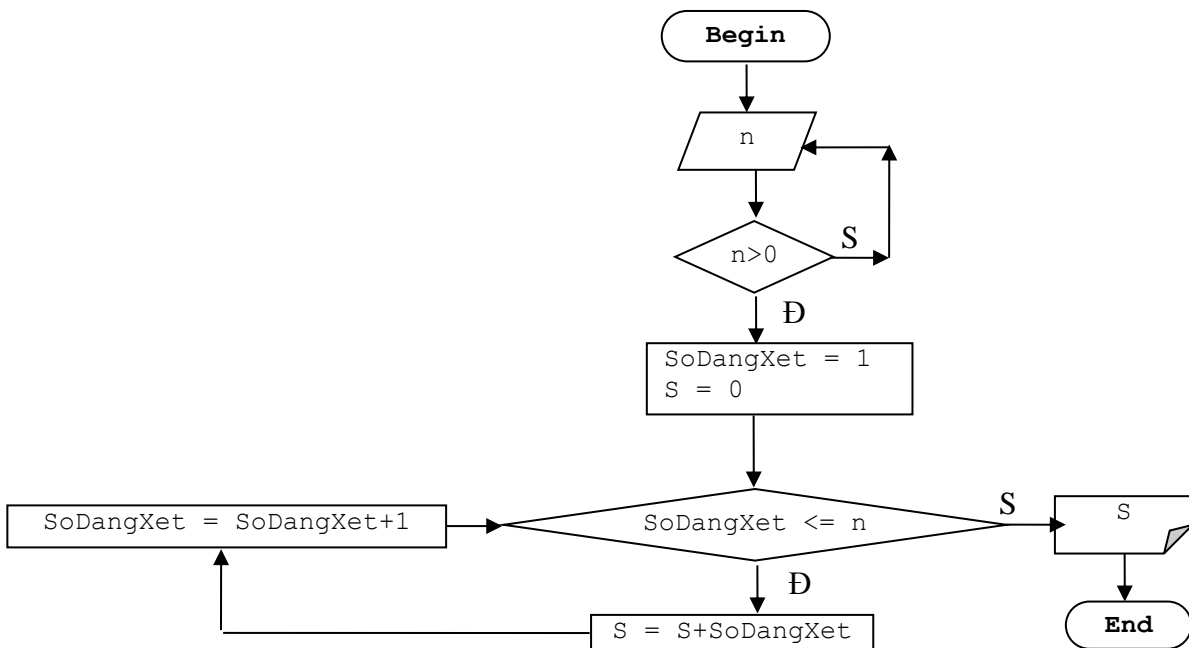 Begin
n
n>0
S
Đ
SoDangXet = 1
S = 0
SoDangXet = SoDangXet+1
SoDangXet <= n
S
S
Đ
S = S+SoDangXet
End